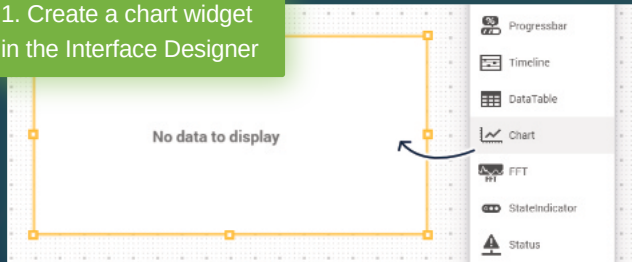 1. Create a chart widget
in the Interface Designer
No data to display
Progressbar
Timeline
DataTable
Chart
FFT
FFT
StateIndicator
Status